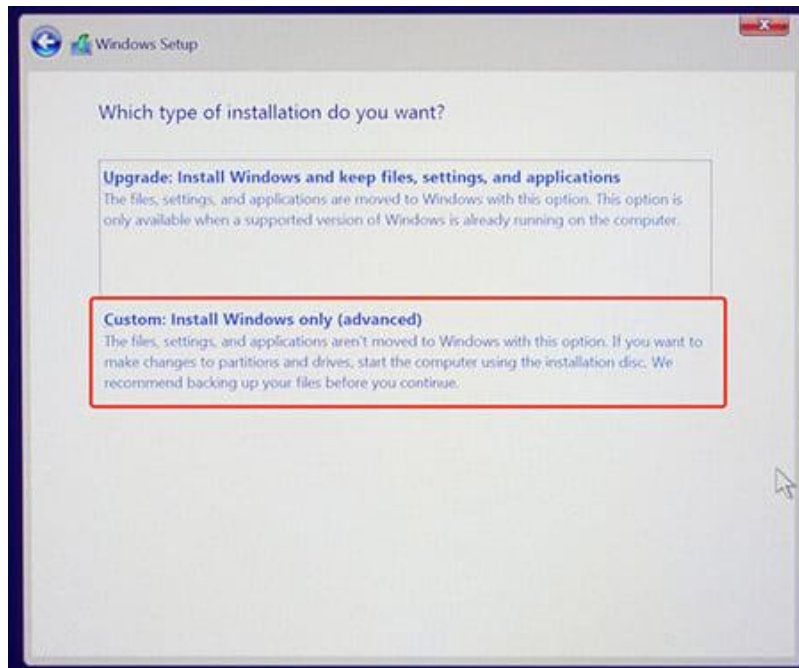 Windows Setup
Which type of installation do you want?
Upgrade: Install Windows and keep files, settings, and applications
The files, settings, and applications are moved to Windows with this option. This option is
only available when a supported version of Windows is already running on the computer.
Custom: Install Windows only (advanced)
The files, settings, and applications aren't moved to Windows with this option. If you want to
make changes to partitions and drives, start the computer using the installation disc. We
recommend backing up your files before you continue.